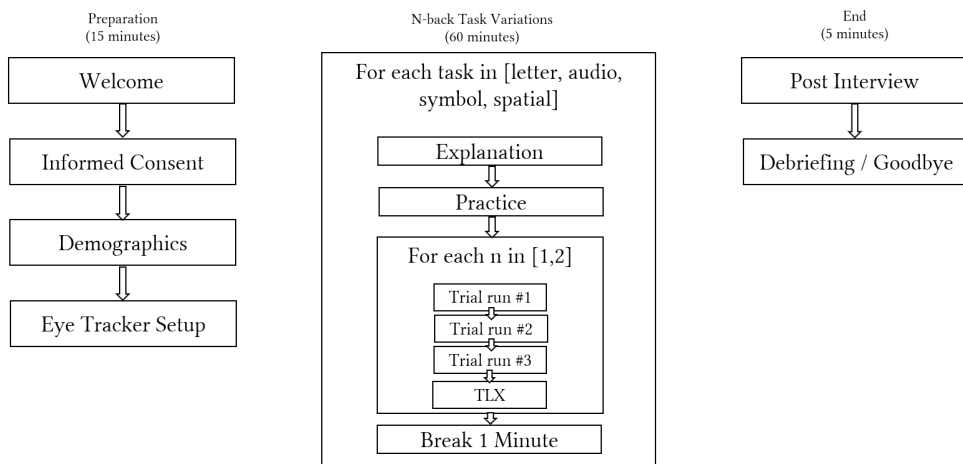 Preparation
(15 minutes)
Welcome
Informed Consent
Demographics
Eye Tracker Setup
N-back Task Variations
(60 minutes)
For each task in [letter, audio,
symbol, spatial]
Explanation
Practice
For each n in [1,2]
Trial run #1
Trial run #2
Trial run #3
TLX
Break 1 Minute
End
(5 minutes)
Post Interview
Debriefing / Goodbye